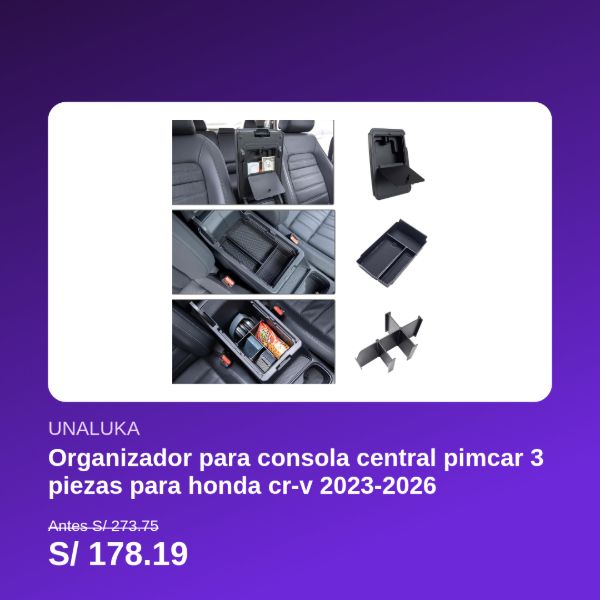 UNALUKA
Organizador para consola central pimcar 3
piezas para honda cr-v 2023-2026
Antes S/ 273.75
S/ 178.19